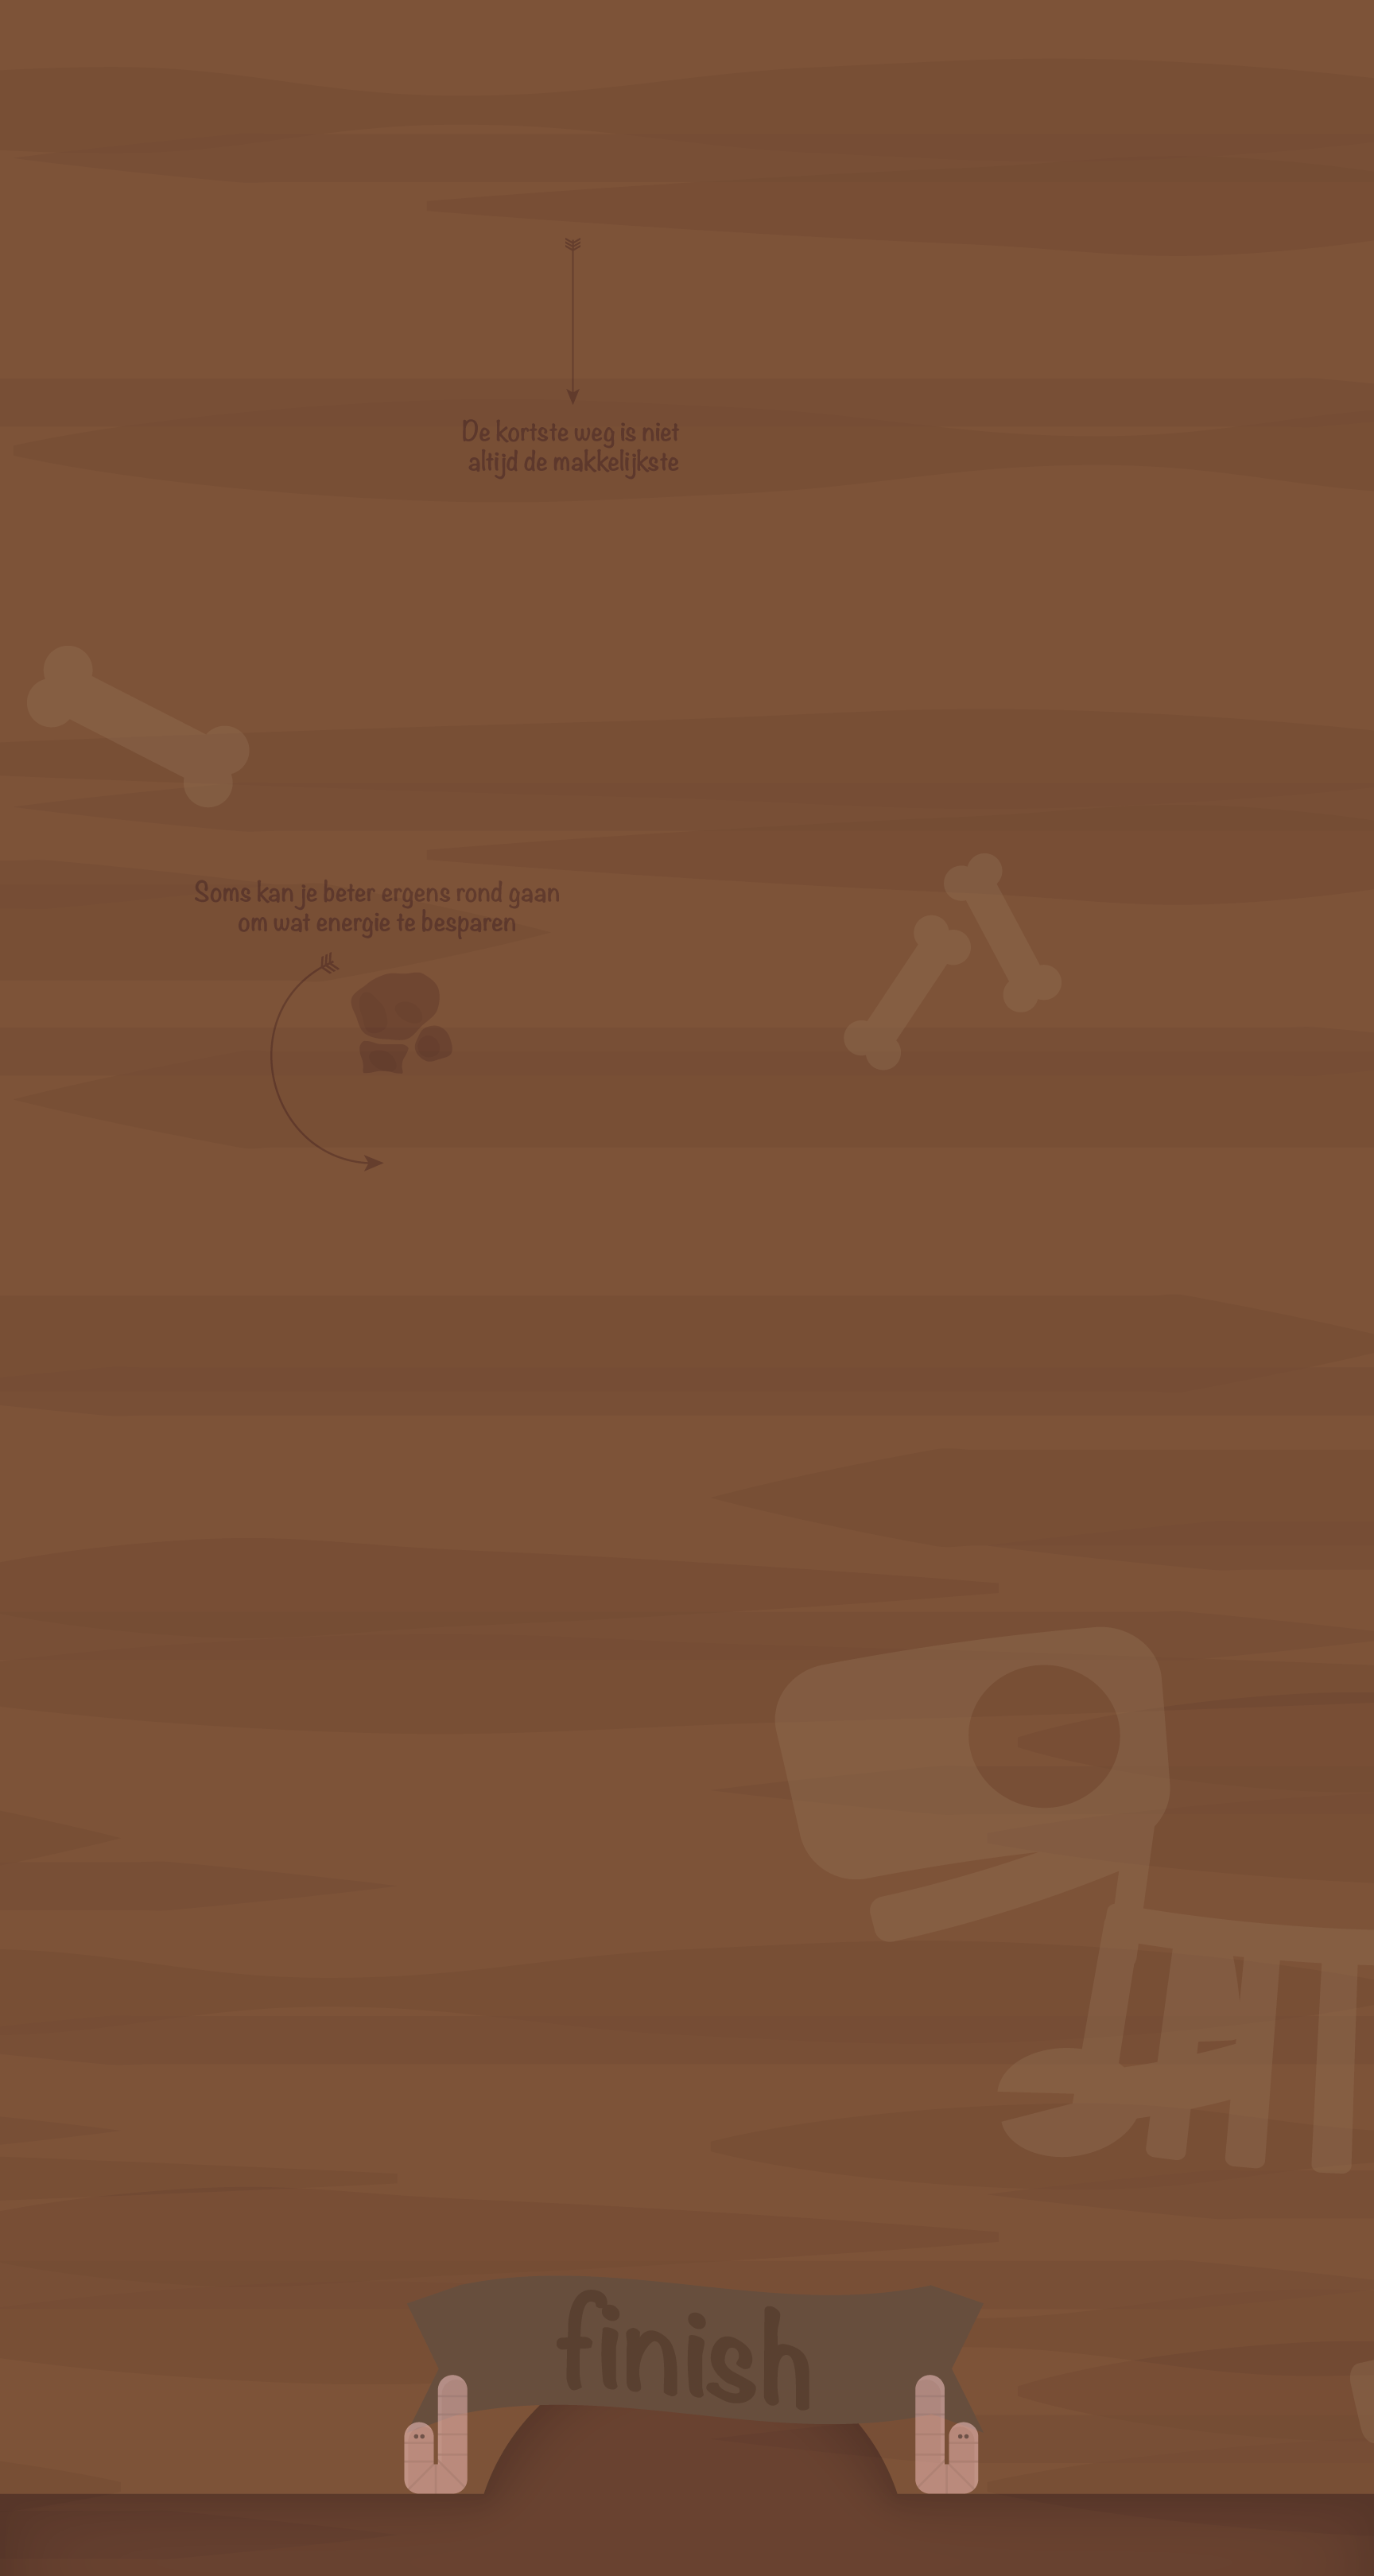 De kortste weg is niet
altijd de makkelijkste
Soms kan je beter ergens rond gaan
om wat energie te besparen
finish